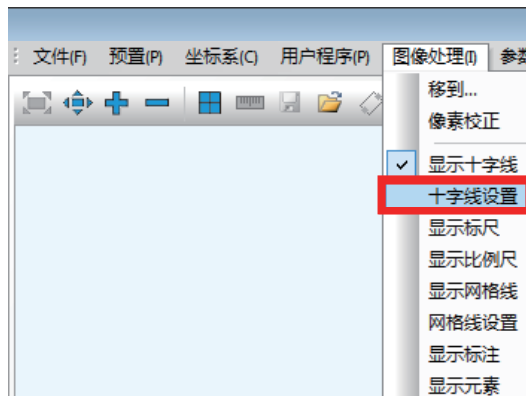 文件(F) 预置(P) 坐标系(C) 用户程序(P) 图像处理(I) 参数
移到...
像素校正
显示十字线
十字线设置
显示标尺
显示比例尺
显示网格线
网格线设置
显示标注
显示元素